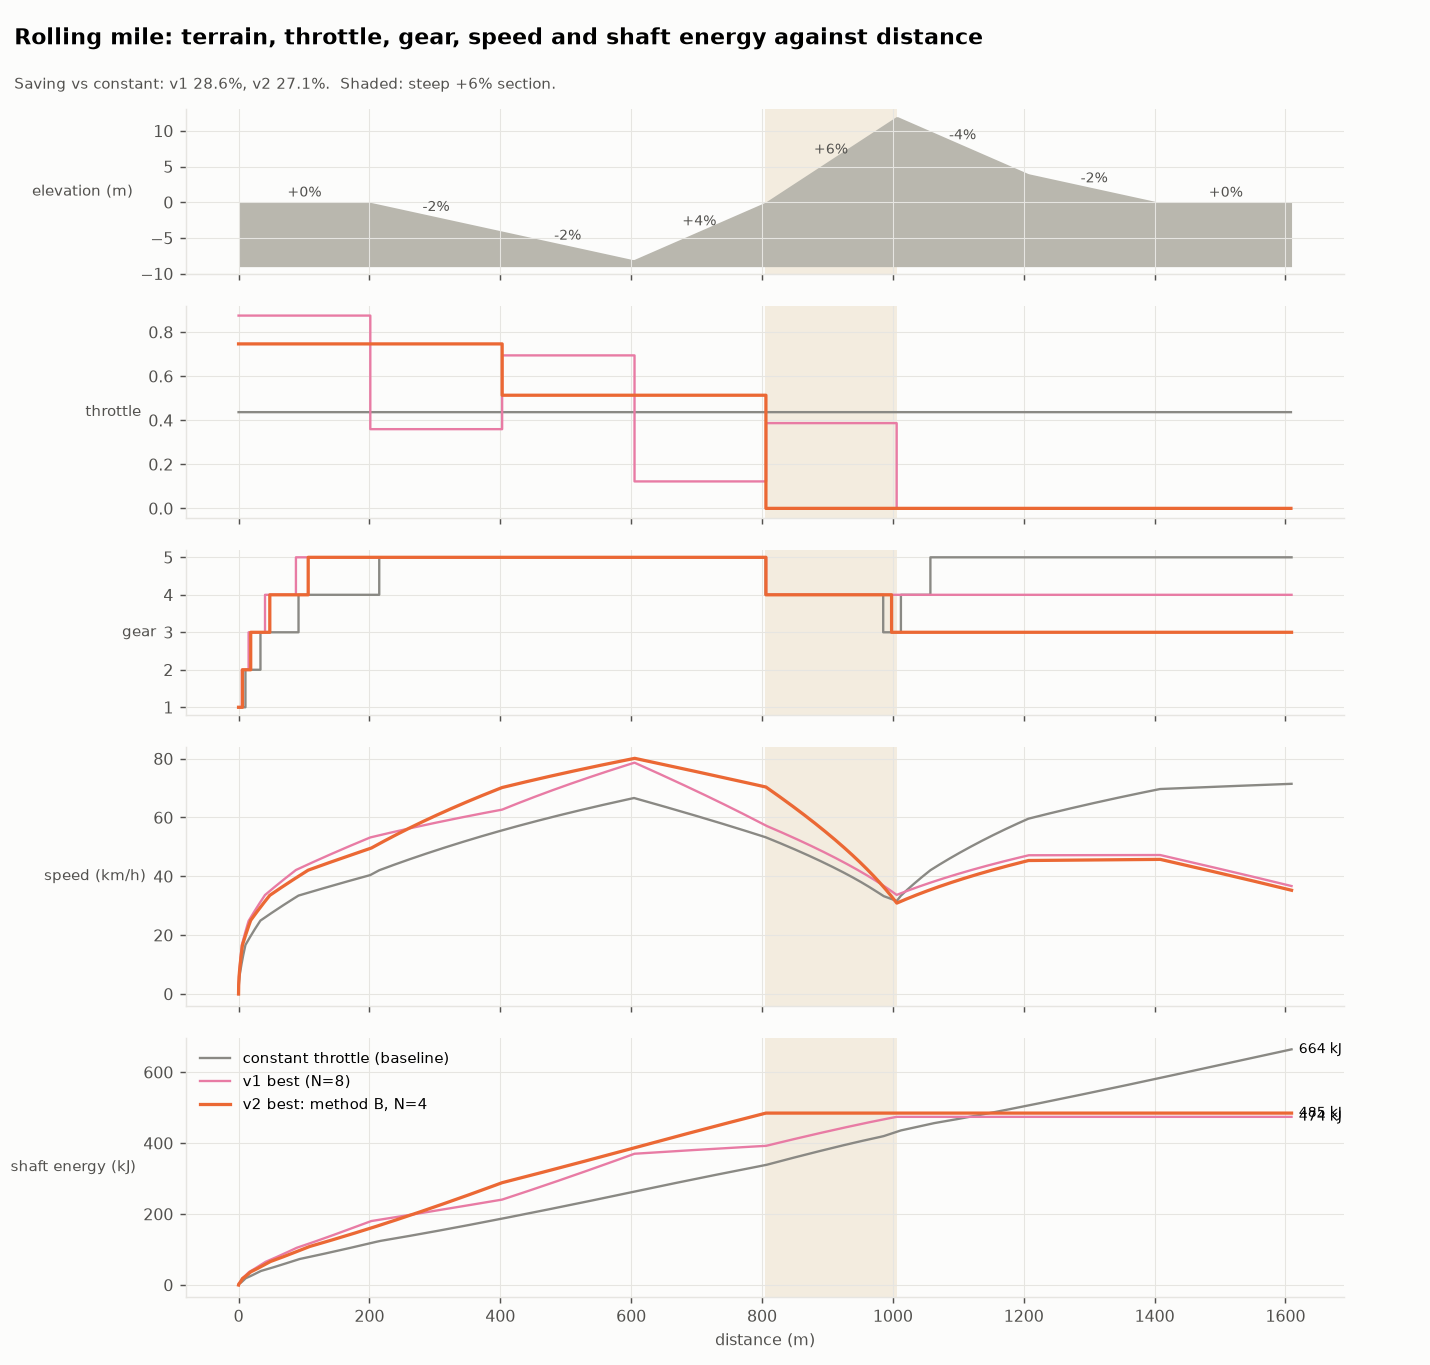 Rolling mile: terrain, throttle, gear, speed and shaft energy against distance
Saving vs constant: v1 28.6%, v2 27.1%.  Shaded: steep +6% section.
elevation (m)
10
5
0
−5
−10
+0%
-2%
-2%
+4%
+6%
-4%
-2%
+0%
throttle
0.8
0.6
0.4
0.2
0.0
gear
5
4
3
2
1
speed (km/h)
80
60
40
20
0
shaft energy (kJ)
600
400
200
0
constant throttle (baseline)
v1 best (N=8)
v2 best: method B, N=4
664 kJ
485 kJ
474 kJ
0 200 400 600 800 1000 1200 1400 1600
distance (m)